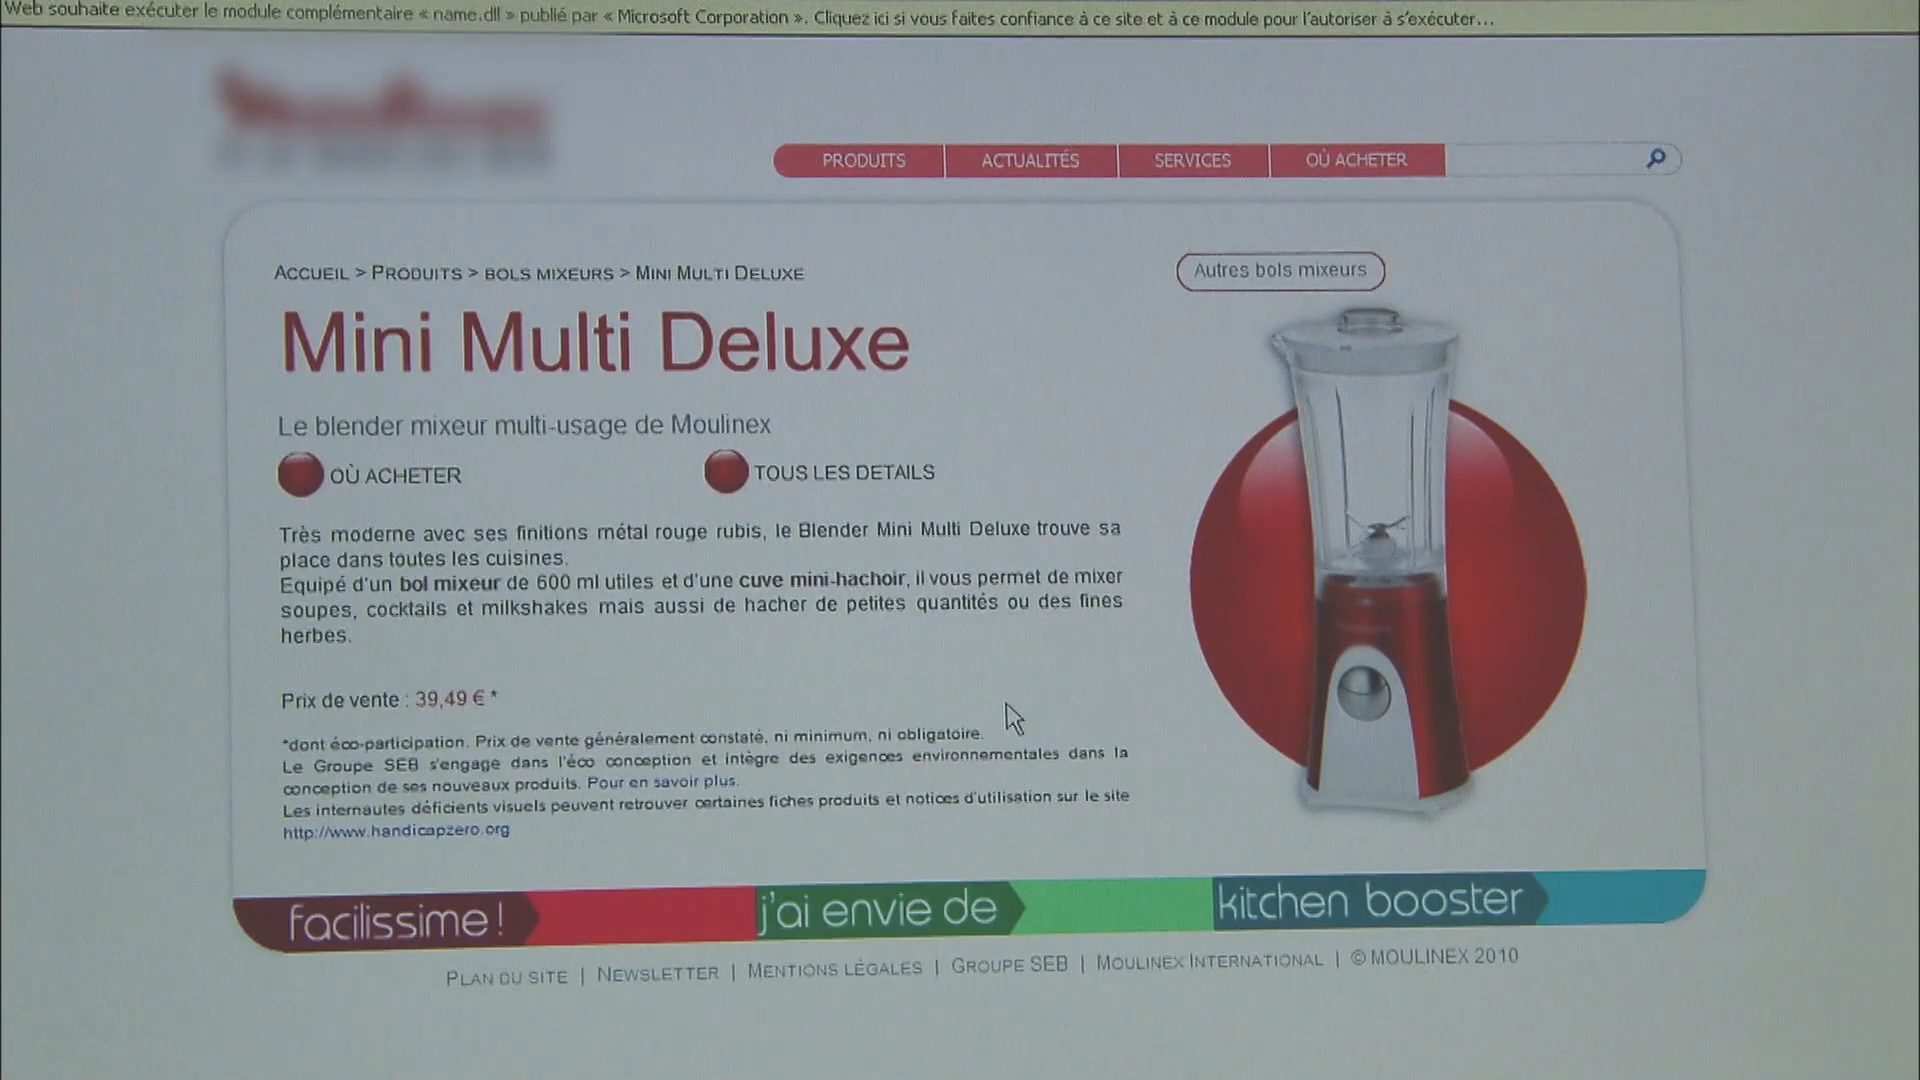 Web souhaite exécuter le module complémentaire « name.dll » publié par « Microsoft Corporation ». Cliquez ici si vous faites confiance à ce site et à ce module pour l'autoriser à s'exécuter...
PRODUITS
ACTUALITÉS
SERVICES
OÙ ACHETER
ACCUEIL > PRODUITS > BOLS MIXEURS > MINI MULTI DELUXE
Autres bols mixeurs
Mini Multi Deluxe
Le blender mixeur multi-usage de Moulinex
OÙ ACHETER
TOUS LES DETAILS
Très moderne avec ses finitions métal rouge rubis, le Blender Mini Multi Deluxe trouve sa
place dans toutes les cuisines.
Equipé d'un bol mixeur de 600 ml utiles et d'une cuve mini-hachoir, il vous permet de mixer
soupes, cocktails et milkshakes mais aussi de hacher de petites quantités ou des fines
herbes.
Prix de vente : 39,49 € *
*dont éco-participation. Prix de vente généralement constaté, ni minimum, ni obligatoire.
Le Groupe SEB s'engage dans l'éco conception et intègre des exigences environnementales dans la
conception de ses nouveaux produits. Pour en savoir plus.
Les internautes déficients visuels peuvent retrouver certaines fiches produits et notices d'utilisation sur le site
http://www.handicapzero.org
facilissime !
j'ai envie de
kitchen booster
PLAN DU SITE | NEWSLETTER | MENTIONS LÉGALES | GROUPE SEB | MOULINEX INTERNATIONAL | © MOULINEX 2010